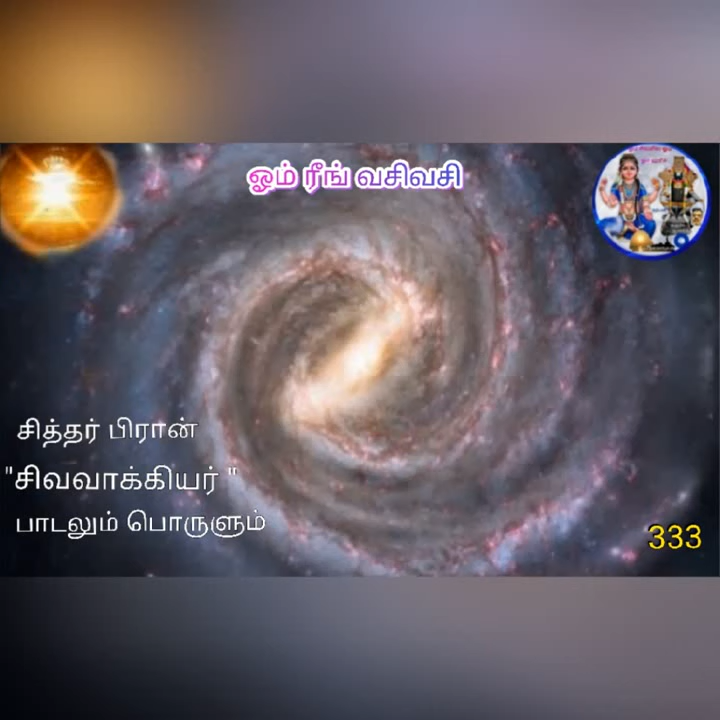 ஓம் ரீங் வசிவசி
சித்தர் பிரான்
"சிவவாக்கியர் "
பாடலும் பொருளும்
333